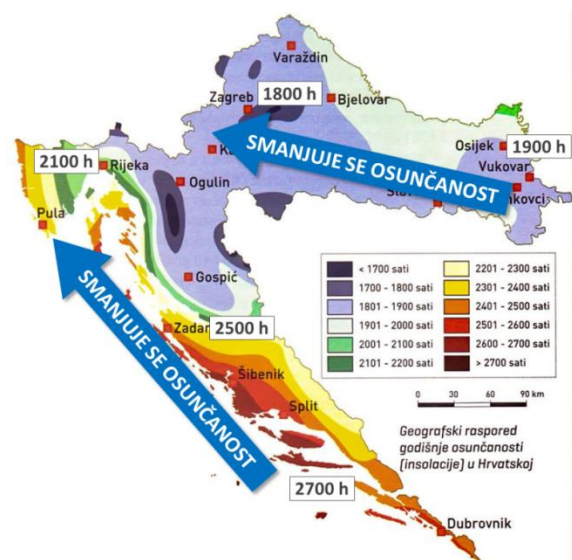 Varaždin
Zagreb
1800 h
Bjelovar
SMANJUJE SE OSUNČANOST
Osijek
1900 h
Vukovar
2100 h
Rijeka
Ogulin
Pula
Gospić
SMANJUJE SE OSUNČANOST
Zadar
2500 h
Šibenik
Split
2700 h
Dubrovnik
< 1700 sati
1700 - 1800 sati
1801 - 1900 sati
1901 - 2000 sati
2001 - 2100 sati
2101 - 2200 sati
2201 - 2300 sati
2301 - 2400 sati
2401 - 2500 sati
2501 - 2600 sati
2600 - 2700 sati
> 2700 sati
0 30 60 90 km
Geografski raspored
godišnje osunčanosti
(insolacije) u Hrvatskoj